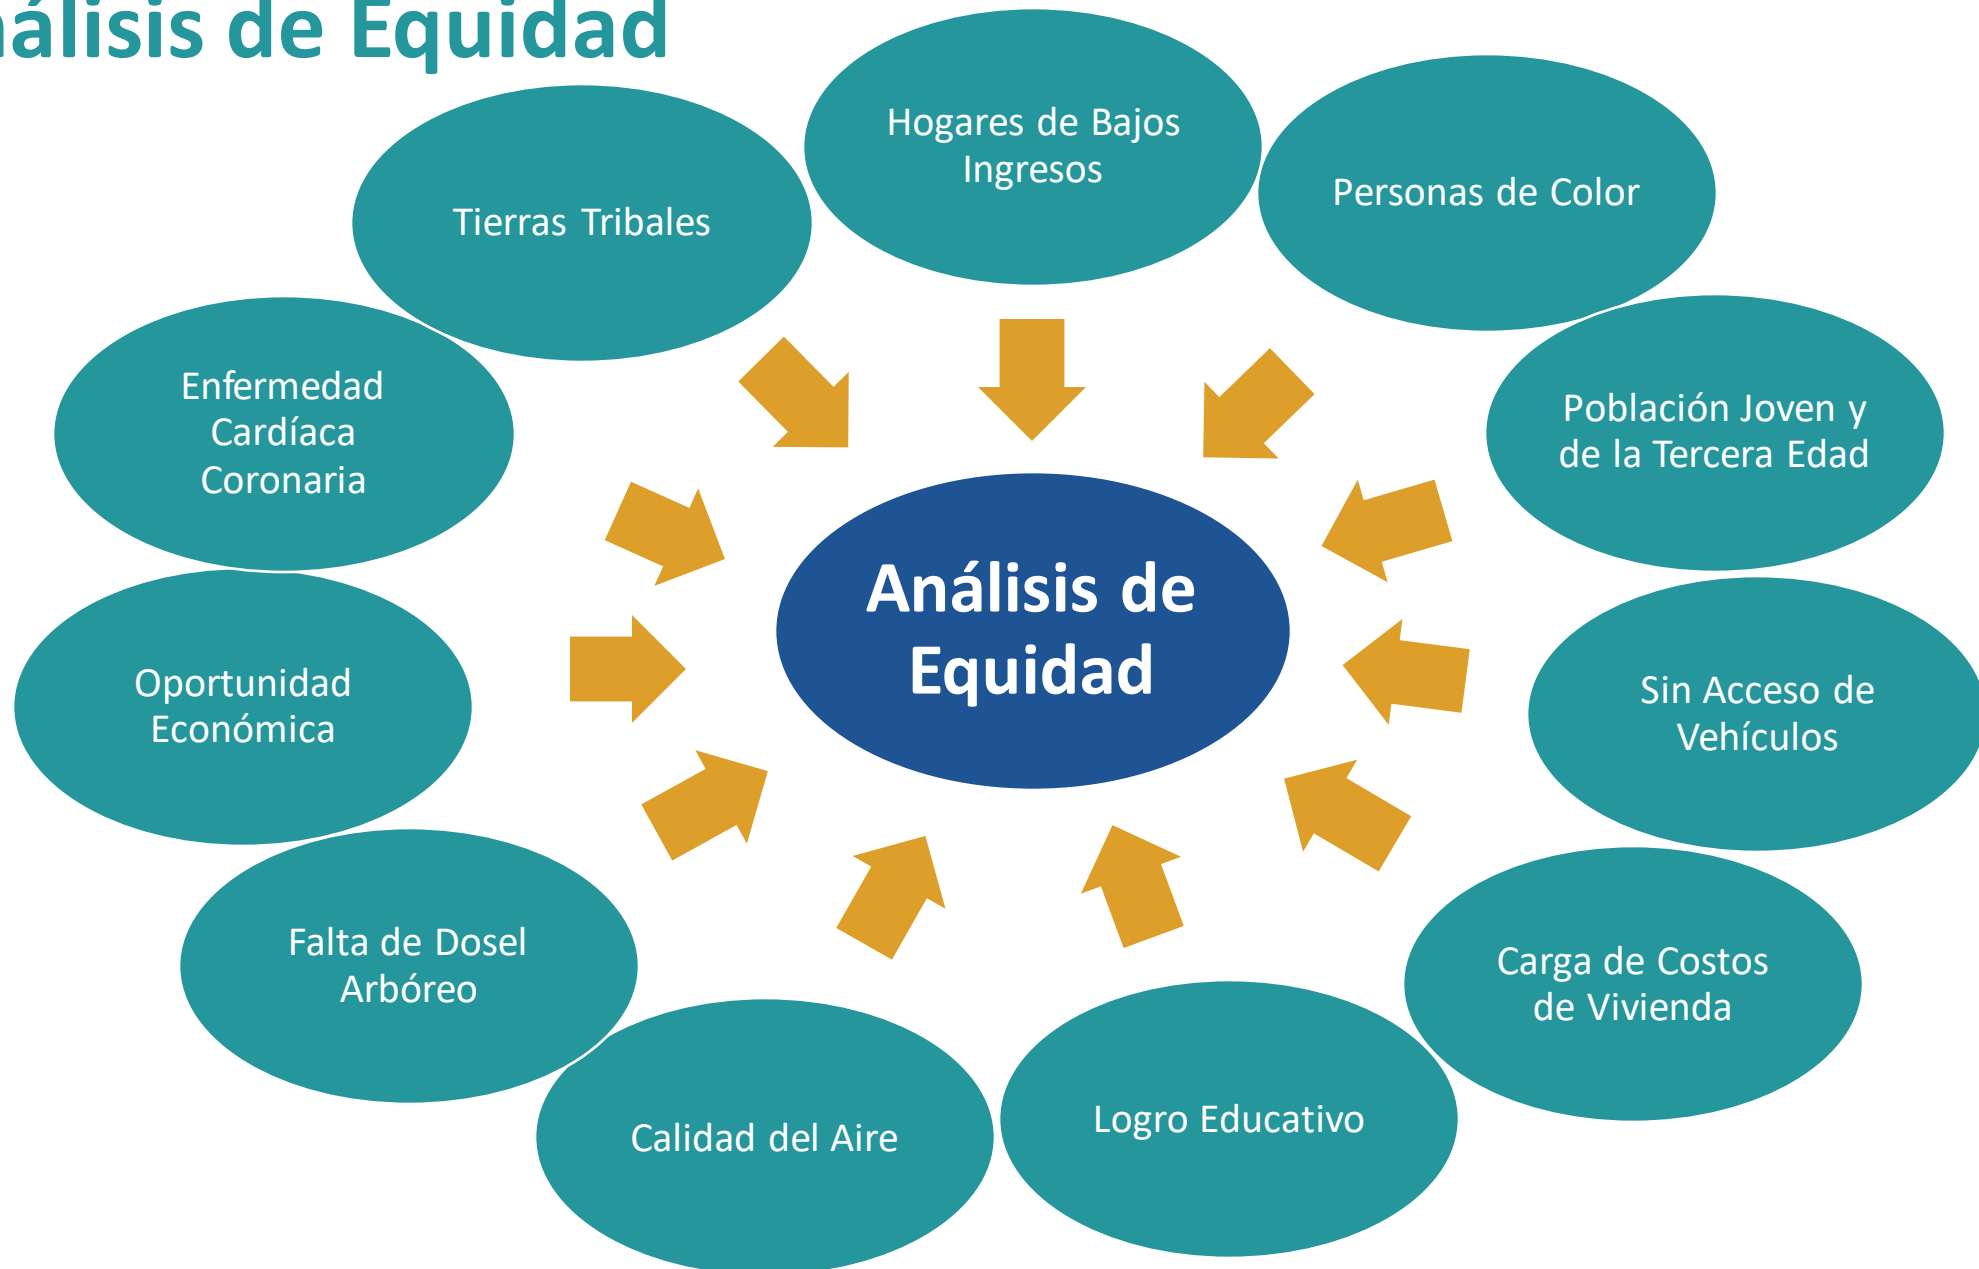 nálisis de Equidad
Hogares de Bajos
Ingresos
Personas de Color
Población Joven y
de la Tercera Edad
Sin Acceso de
Vehículos
Carga de Costos
de Vivienda
Logro Educativo
Calidad del Aire
Falta de Dosel
Arbóreo
Oportunidad
Económica
Enfermedad
Cardíaca
Coronaria
Tierras Tribales
Análisis de
Equidad